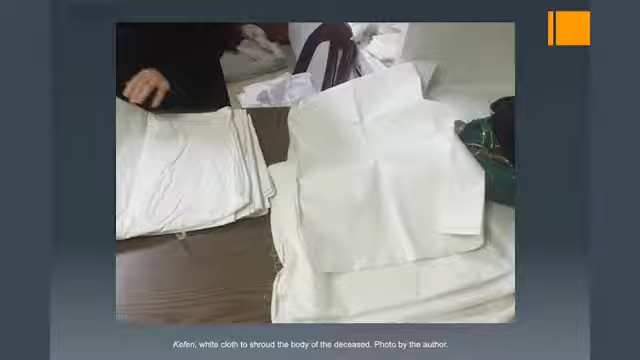 Kefen, white cloth to shroud the body of the deceased. Photo by the author.